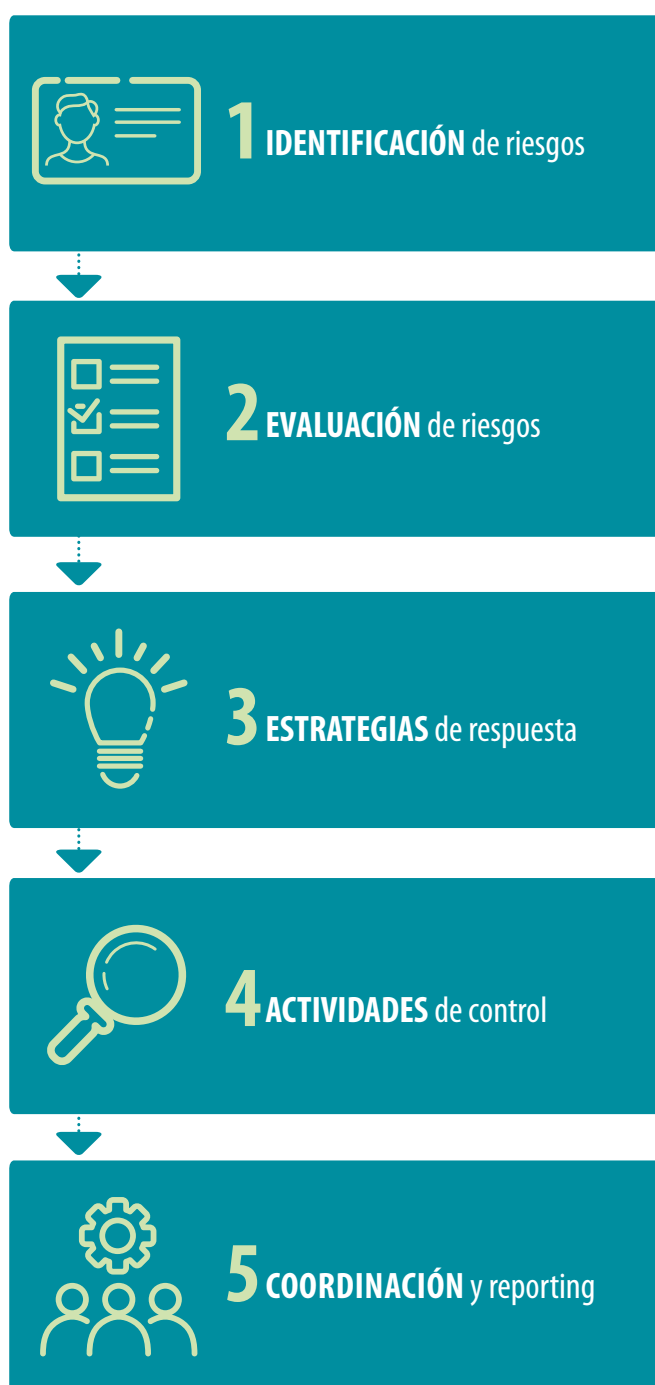 1 IDENTIFICACIÓN de riesgos
2 EVALUACIÓN de riesgos
3 ESTRATEGIAS de respuesta
4 ACTIVIDADES de control
5 COORDINACIÓN y reporting